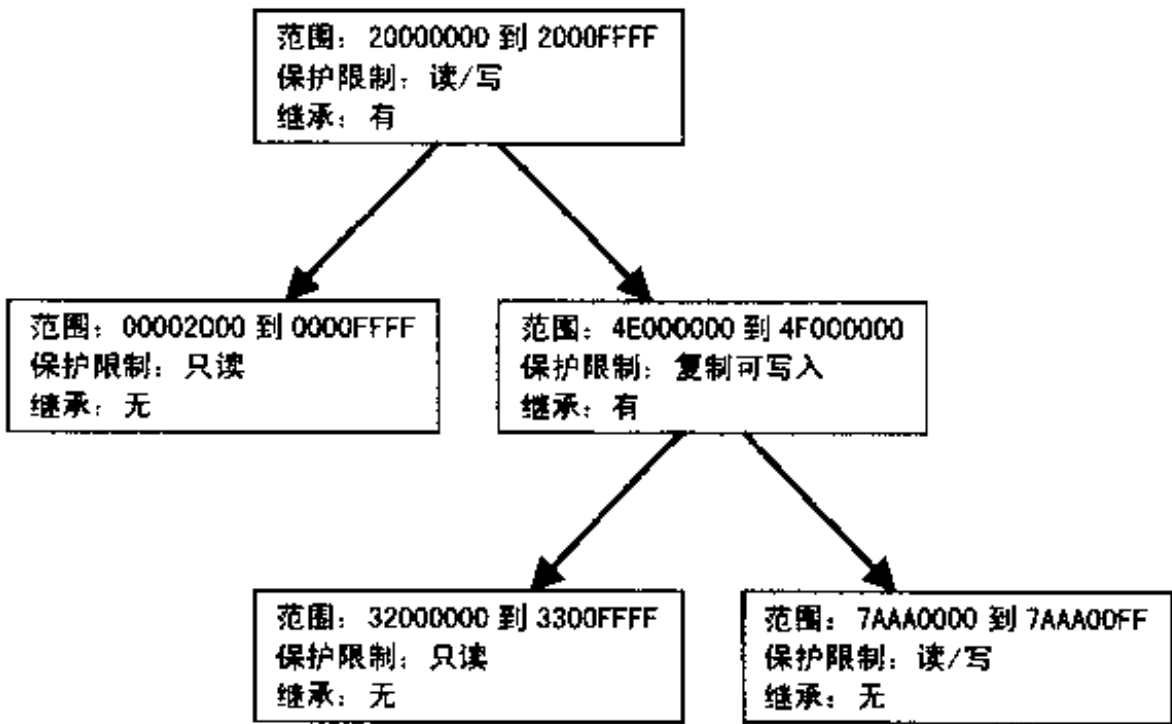 范围：20000000 到 2000FFFF
保护限制：读/写
继承：有
范围：00002000 到 0000FFFF
保护限制：只读
继承：无
范围：4E000000 到 4F000000
保护限制：复制可写入
继承：有
范围：32000000 到 3300FFFF
保护限制：只读
继承：无
范围：7AAA0000 到 7AAA00FF
保护限制：读/写
继承：无